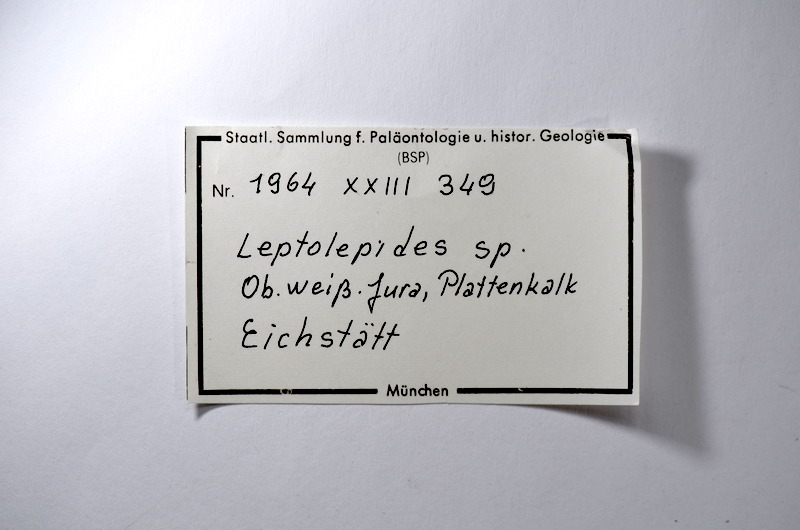 Staatl. Sammlung f. Paläontologie u. histor. Geologie
(BSP)
Nr. 1964 XXIII 349
Leptolepides sp.
Ob. weiß. Jura, Plattenkalk
Eichstätt
München